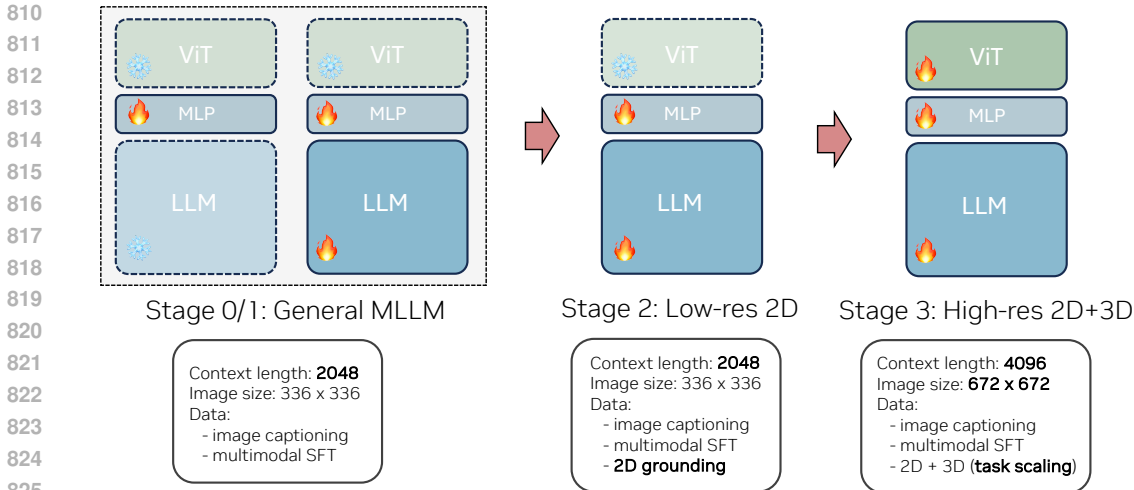 810
811
812
813
814
815
816
817
818
819
820
821
822
823
824
825
ViT
MLP
LLM
ViT
MLP
LLM
Stage 0/1: General MLLM
Context length: 2048
Image size: 336 x 336
Data:
- image captioning
- multimodal SFT
ViT
MLP
LLM
Stage 2: Low-res 2D
Context length: 2048
Image size: 336 x 336
Data:
- image captioning
- multimodal SFT
- 2D grounding
ViT
MLP
LLM
Stage 3: High-res 2D+3D
Context length: 4096
Image size: 672 x 672
Data:
- image captioning
- multimodal SFT
- 2D + 3D (task scaling)